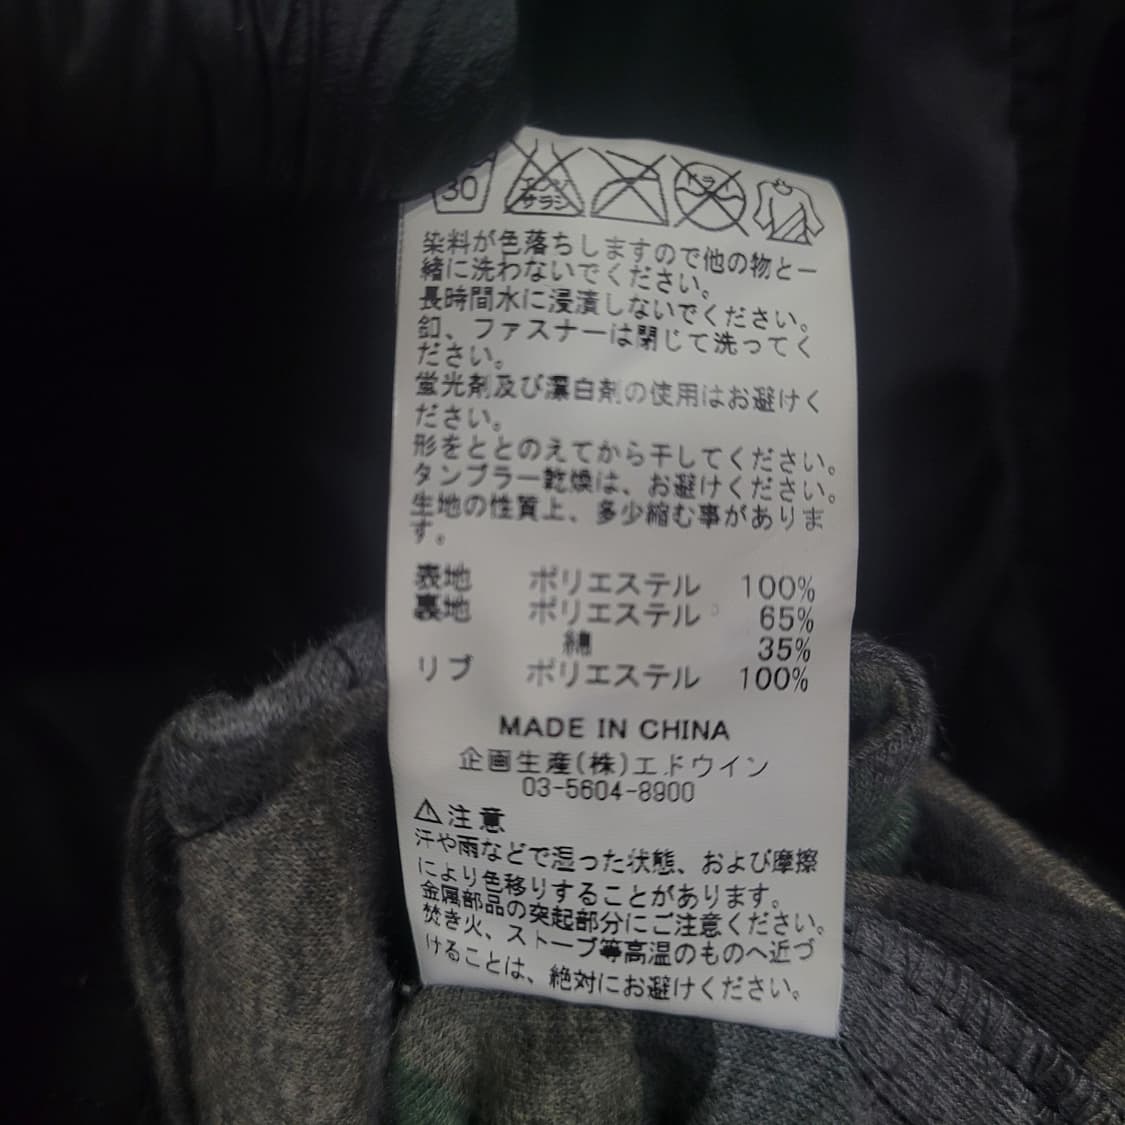 30
エンソ
サラシ
ドライ
染料が色落ちしますので他の物と一
緒に洗わないでください。
長時間水に浸漬しないでください。
釦、ファスナーは閉じて洗ってく
ださい。
蛍光剤及び漂白剤の使用はお避けく
ださい。
形をととのえてから干してください。
タンブラー乾燥は、お避けください。
生地の性質上、多少縮む事がありま
す。
表地 ポリエステル 100%
裏地 ポリエステル 65%
綿 35%
リブ ポリエステル 100%
MADE IN CHINA
企画生産(株)エドウイン
03-5604-8900
⚠注意
汗や雨などで湿った状態、および摩擦
により色移りすることがあります。
金属部品の突起部分にご注意ください。
焚き火、ストーブ等高温のものへ近づ
けることは、絶対にお避けください。